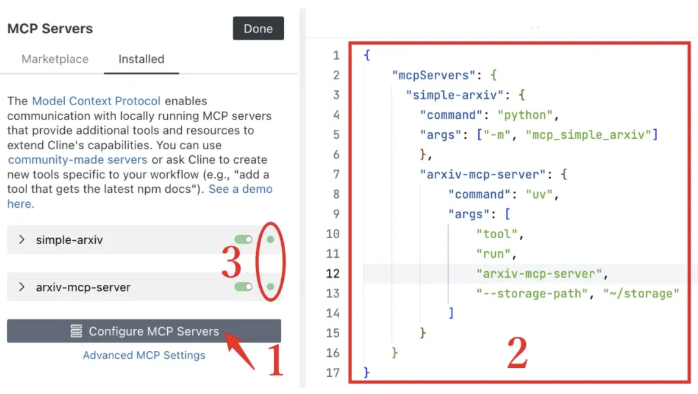 MCP Servers
Done
Marketplace
Installed
The Model Context Protocol enables
communication with locally running MCP servers
that provide additional tools and resources to
extend Cline's capabilities. You can use
community-made servers or ask Cline to create
new tools specific to your workflow (e.g., "add a
tool that gets the latest npm docs"). See a demo
here.
simple-arxiv
3
arxiv-mcp-server
Configure MCP Servers
1
Advanced MCP Settings
1 {
2 "mcpServers": {
3 "simple-arxiv": {
4 "command": "python",
5 "args": ["-m", "mcp_simple_arxiv"]
6 },
7 "arxiv-mcp-server": {
8 "command": "uv",
9 "args": [
10 "tool",
11 "run",
12 "arxiv-mcp-server",
13 "--storage-path", "~/storage"
14 ]
15 }
16 }
17 }
2